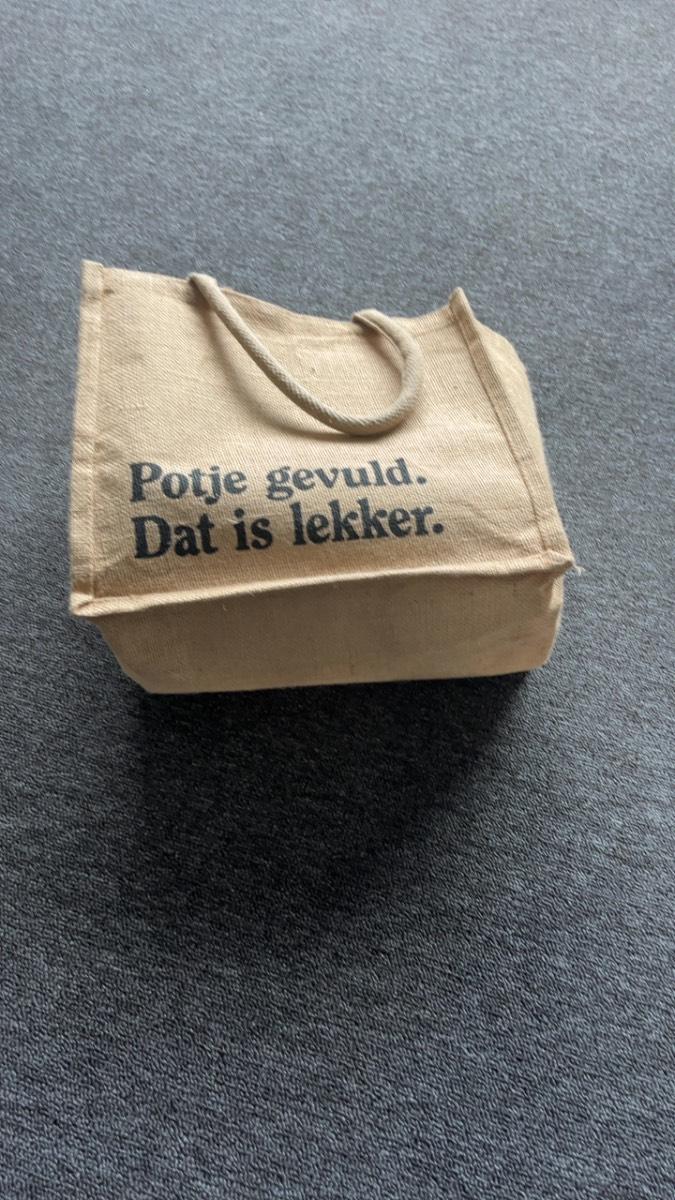 Potje gevuld.
Dat is lekker.